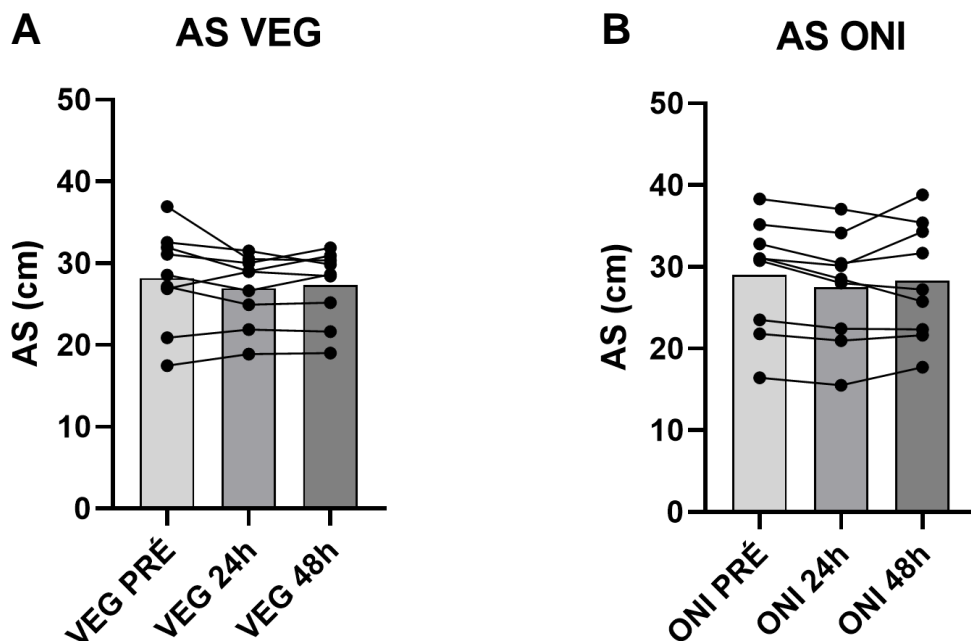 A
AS VEG
AS (cm)
50
40
30
20
10
0
VEG PRÉ
VEG 24h
VEG 48h
B
AS ONI
AS (cm)
50
40
30
20
10
0
ONI PRÉ
ONI 24h
ONI 48h